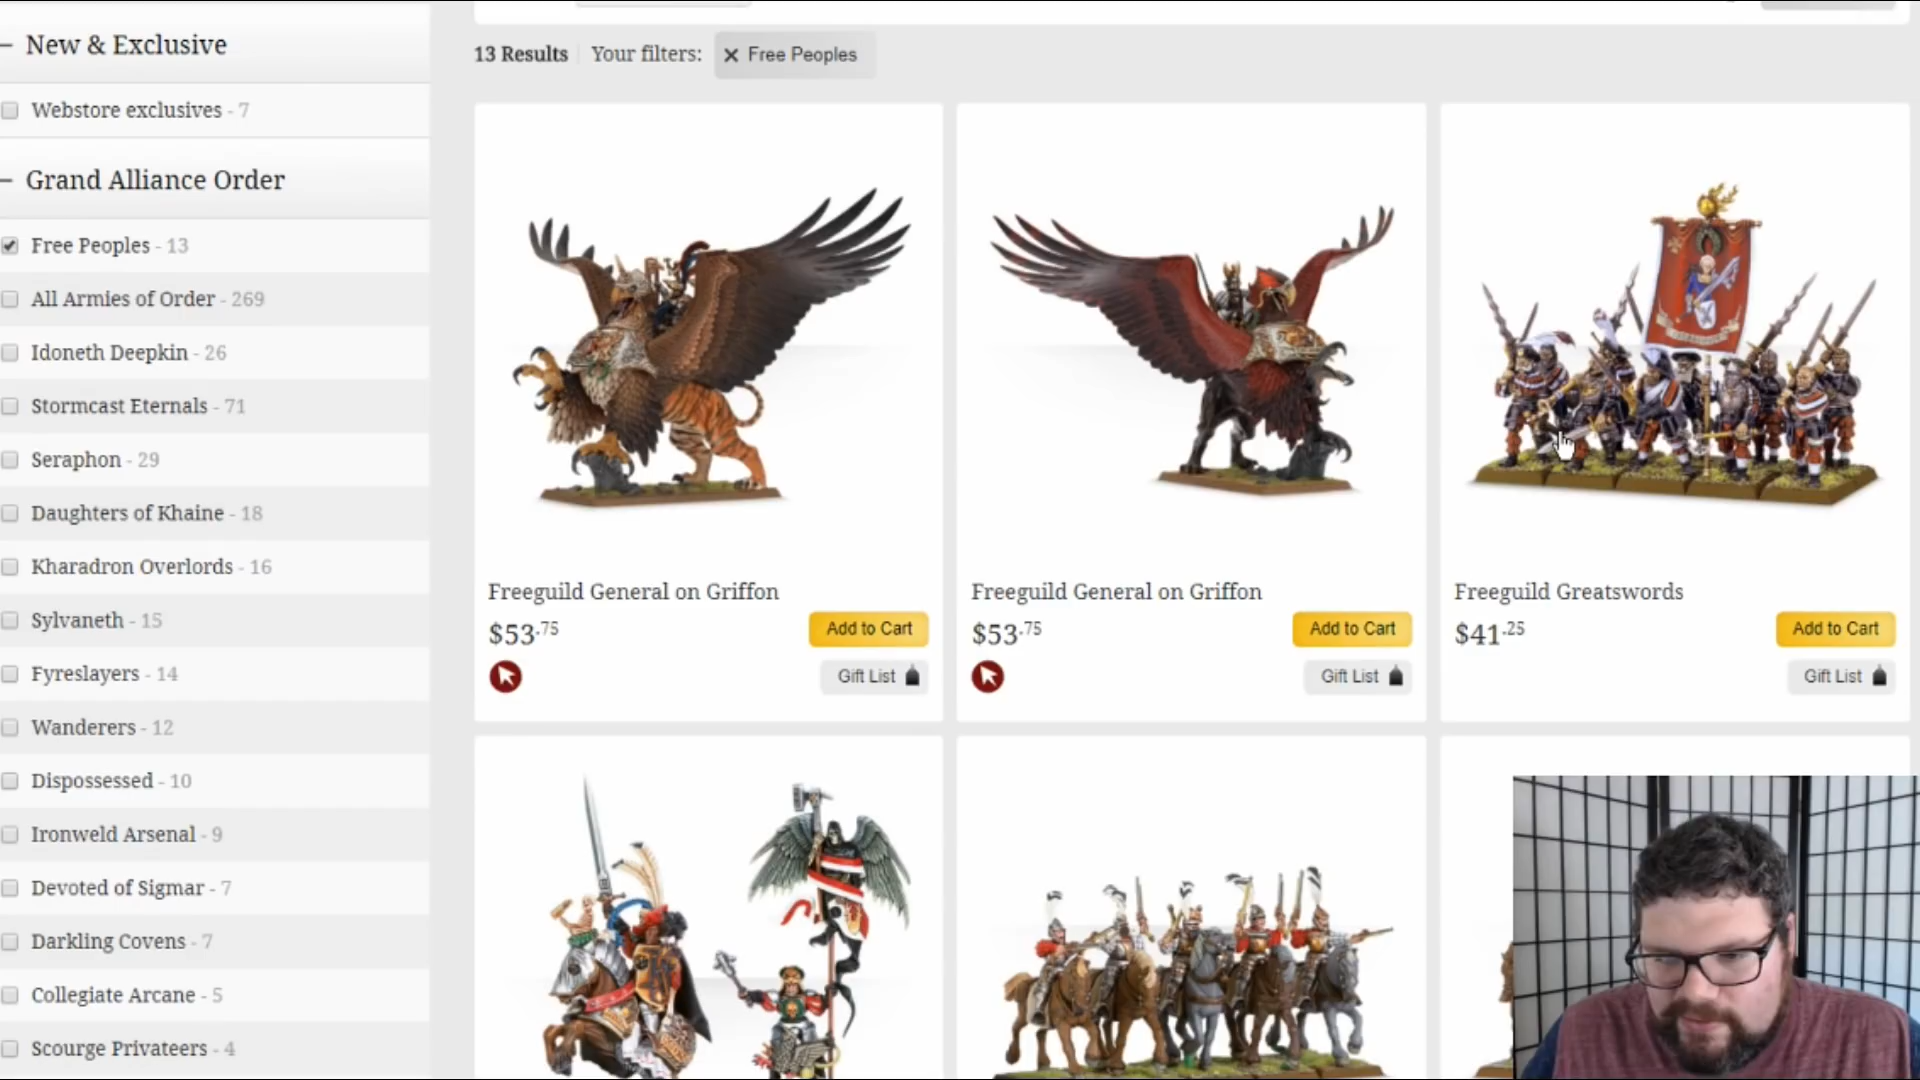 New & Exclusive
Webstore exclusives - 7
Grand Alliance Order
Free Peoples - 13
All Armies of Order - 269
Idoneth Deepkin - 26
Stormcast Eternals - 71
Seraphon - 29
Daughters of Khaine - 18
Kharadron Overlords - 16
Sylvaneth - 15
Fyreslayers - 14
Wanderers - 12
Dispossessed - 10
Ironweld Arsenal - 9
Devoted of Sigmar - 7
Darkling Covens - 7
Collegiate Arcane - 5
Scourge Privateers - 4
13 Results Your filters: Free Peoples
Freeguild General on Griffon
$53.75 Add to Cart
Gift List
Freeguild General on Griffon
$53.75 Add to Cart
Gift List
Freeguild Greatswords
$41.25 Add to Cart
Gift List